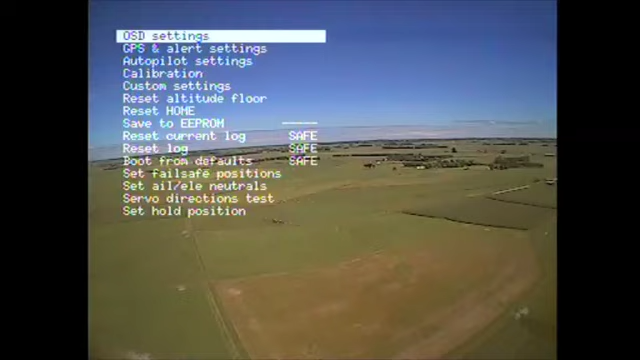 OSD settings
GPS & alert settings
Autopilot settings
Calibration
Custom settings
Reset altitude floor
Reset HOME
Save to EEPROM ------
Reset current log SAFE
Reset log SAFE
Boot from defaults SAFE
Set failsafe positions
Set ail/ele neutrals
Servo directions test
Set hold position